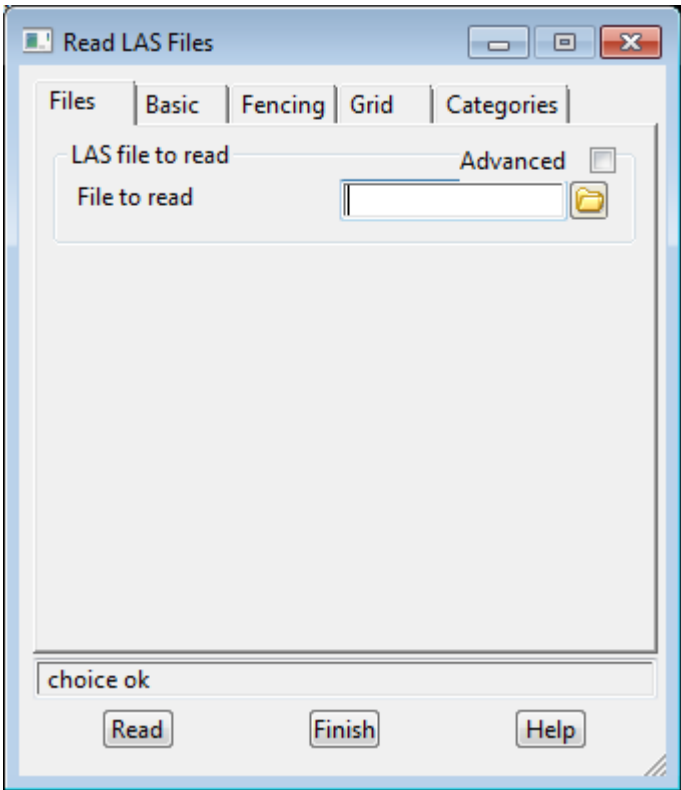 Read LAS Files
Files Basic Fencing Grid Categories
LAS file to read Advanced
File to read
choice ok
Read Finish Help